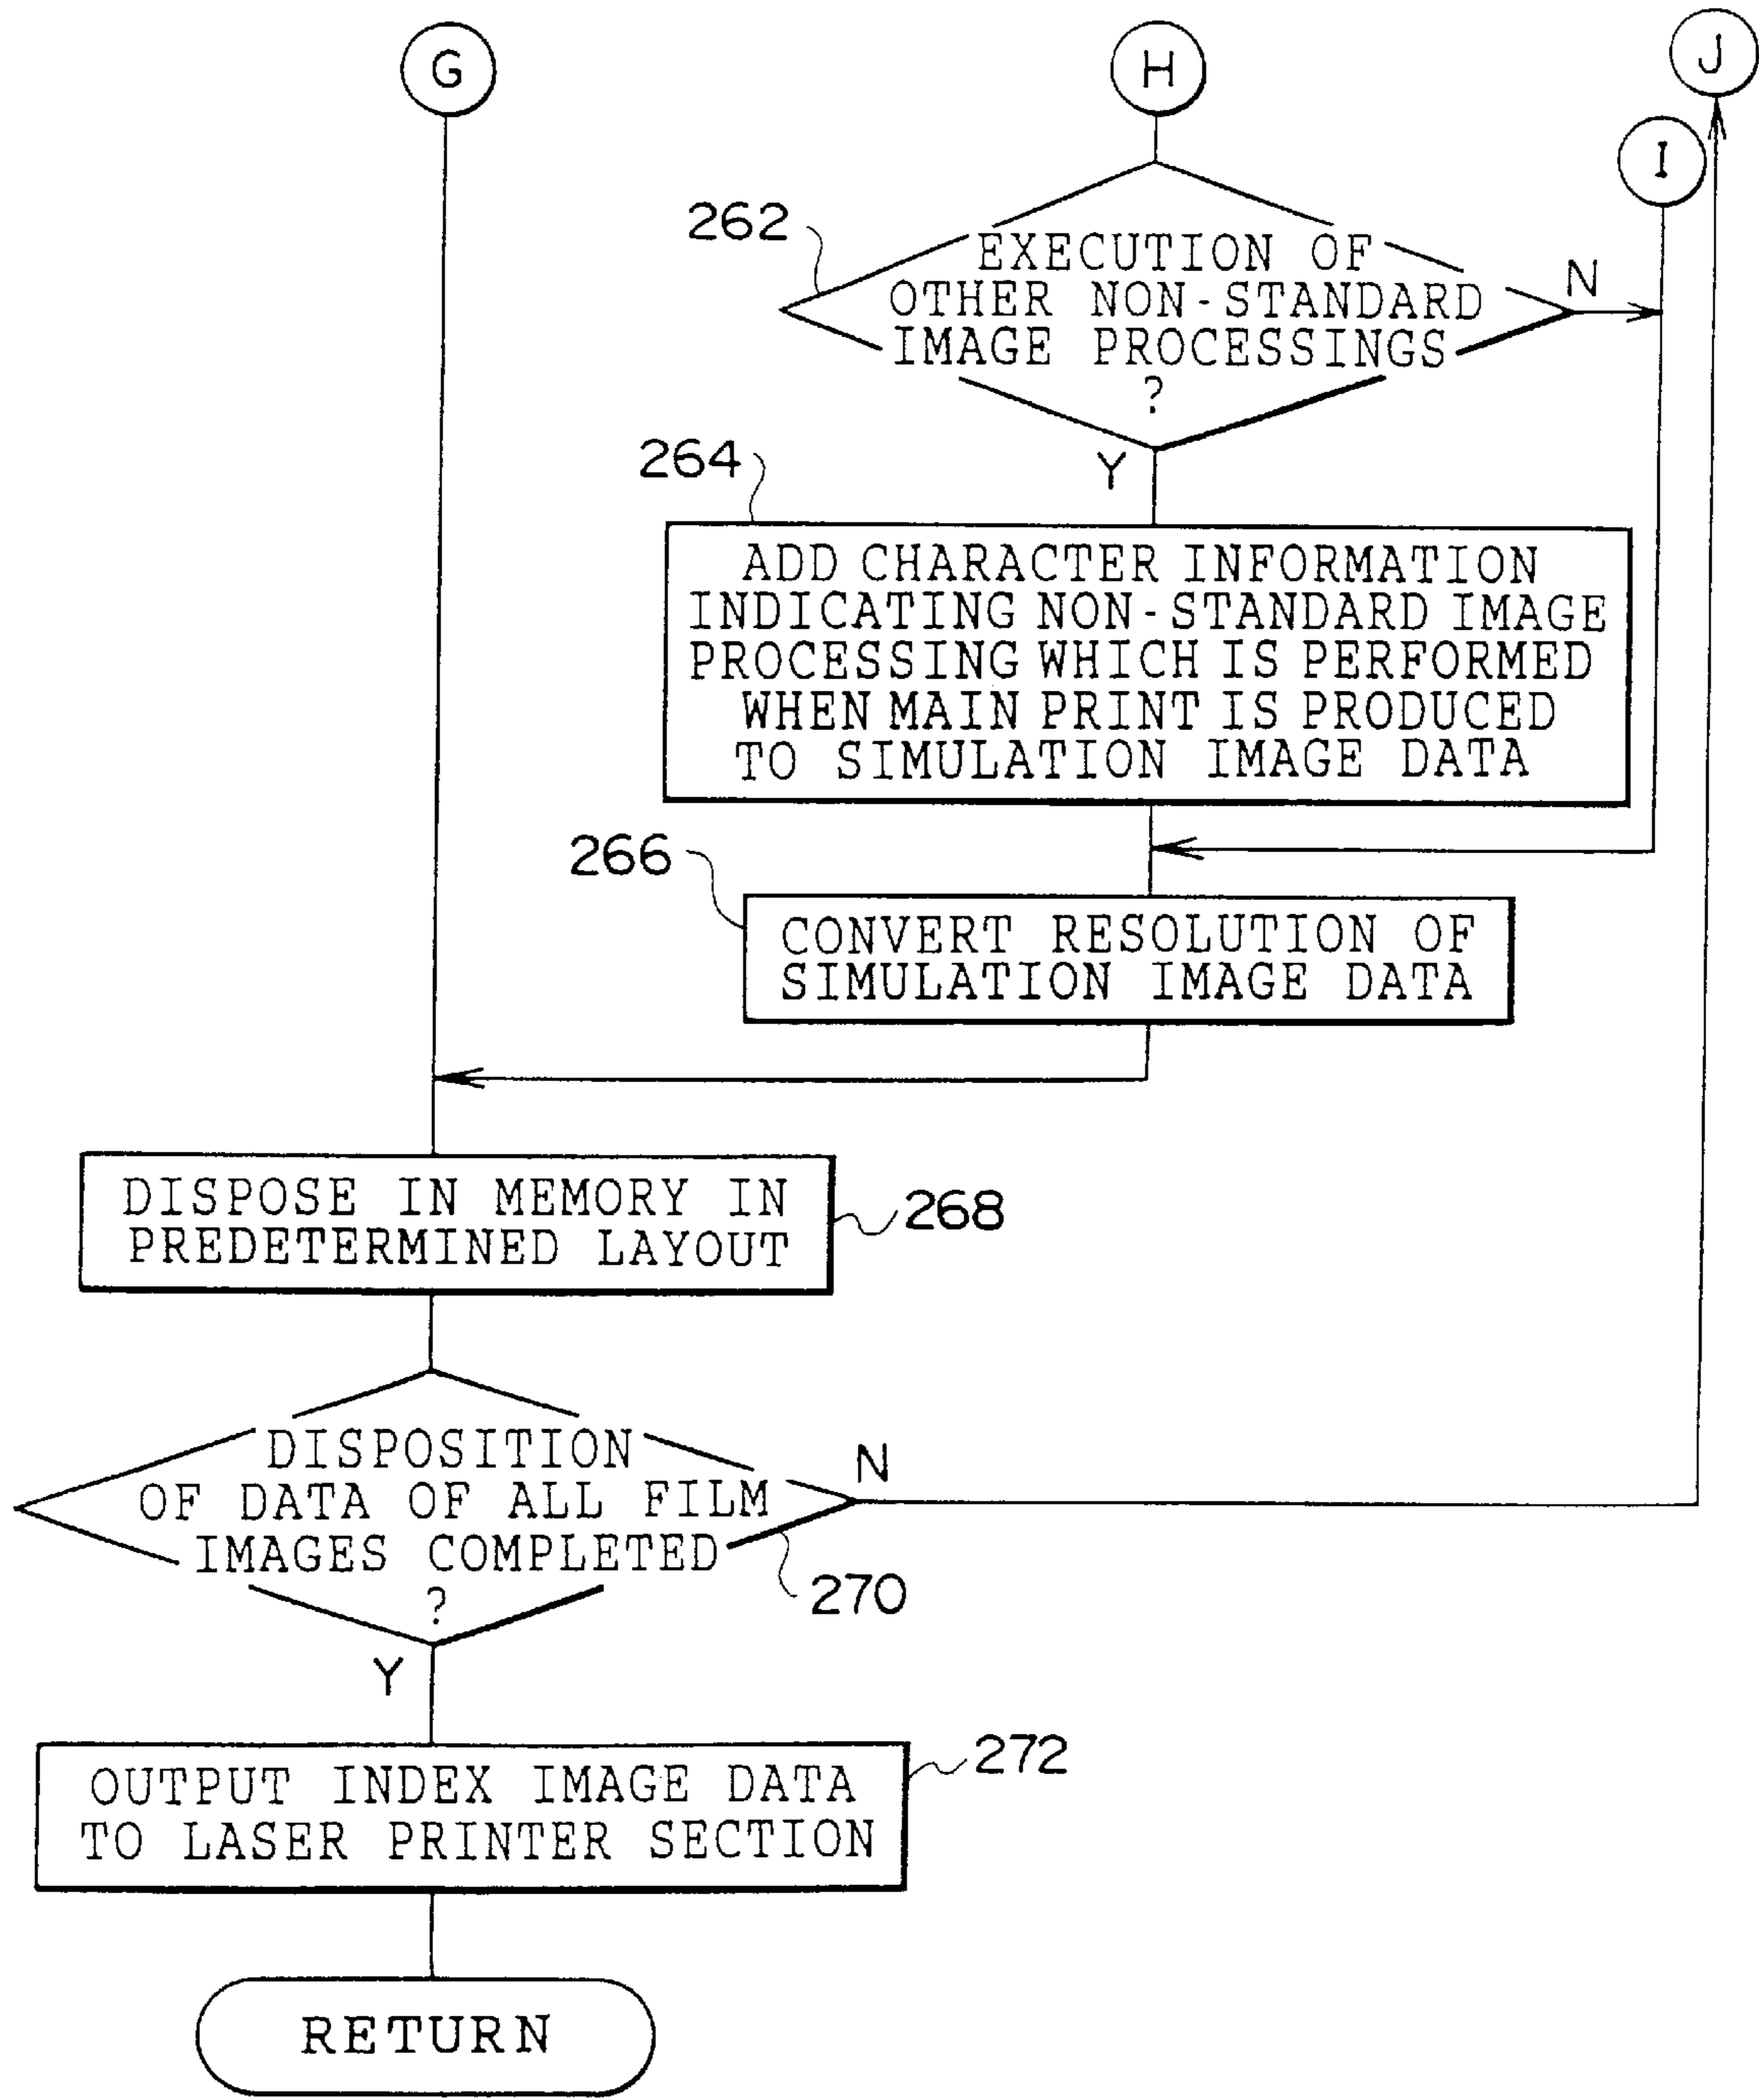 G
H
J
I
262
EXECUTION OF
OTHER NON-STANDARD
IMAGE PROCESSINGS
?
N
Y
264
ADD CHARACTER INFORMATION
INDICATING NON-STANDARD IMAGE
PROCESSING WHICH IS PERFORMED
WHEN MAIN PRINT IS PRODUCED
TO SIMULATION IMAGE DATA
266
CONVERT RESOLUTION OF
SIMULATION IMAGE DATA
DISPOSE IN MEMORY IN
PREDETERMINED LAYOUT
268
DISPOSITION
OF DATA OF ALL FILM
IMAGES COMPLETED
?
N
270
Y
OUTPUT INDEX IMAGE DATA
TO LASER PRINTER SECTION
272
RETURN